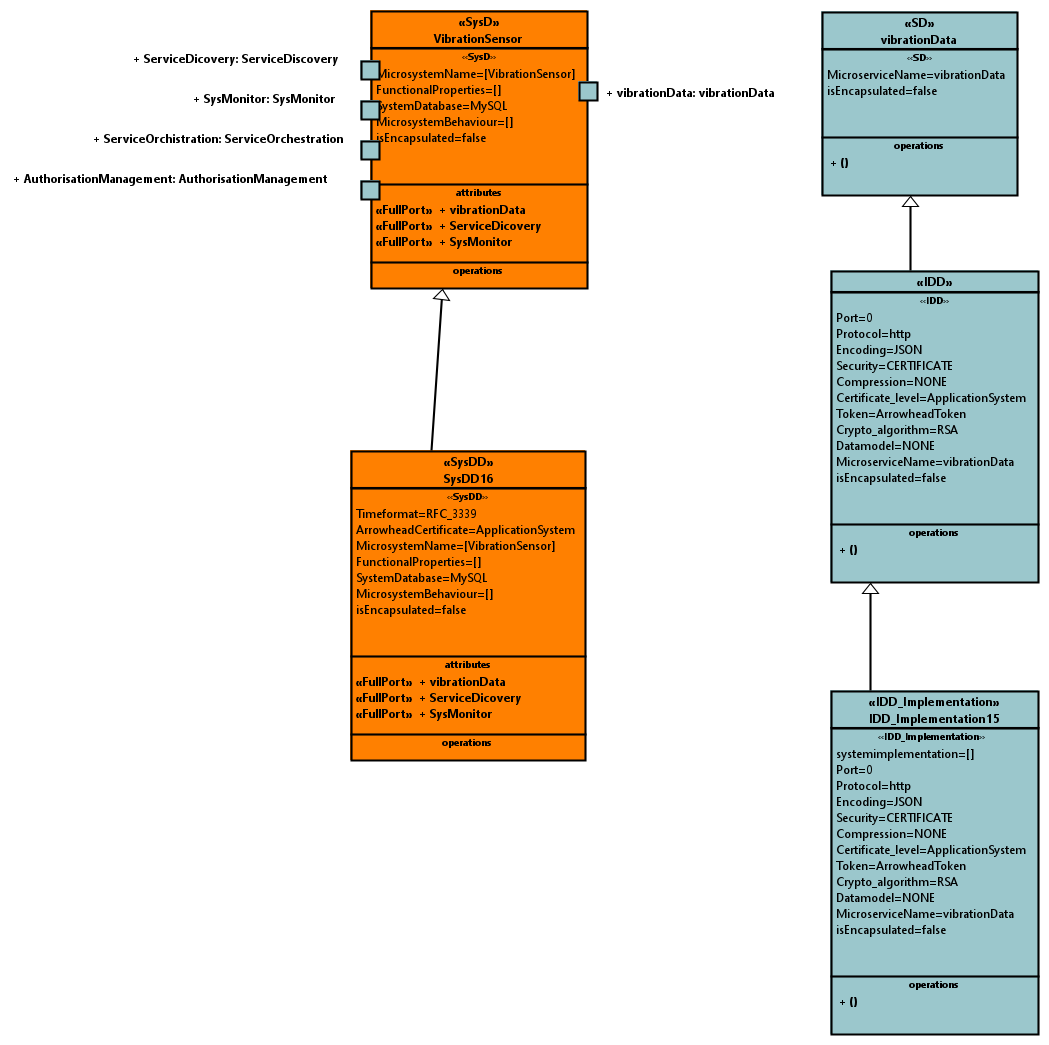 «SysD»
VibrationSensor
«SysD»
MicrosystemName=[VibrationSensor]
FunctionalProperties=[]
SystemDatabase=MySQL
MicrosystemBehaviour=[]
isEncapsulated=false
attributes
«FullPort» + vibrationData
«FullPort» + ServiceDicovery
«FullPort» + SysMonitor
operations
+ ServiceDicovery: ServiceDiscovery
+ SysMonitor: SysMonitor
+ ServiceOrchistration: ServiceOrchestration
+ AuthorisationManagement: AuthorisationManagement
+ vibrationData: vibrationData
«SysDD»
SysDD16
«SysDD»
Timeformat=RFC_3339
ArrowheadCertificate=ApplicationSystem
MicrosystemName=[VibrationSensor]
FunctionalProperties=[]
SystemDatabase=MySQL
MicrosystemBehaviour=[]
isEncapsulated=false
attributes
«FullPort» + vibrationData
«FullPort» + ServiceDicovery
«FullPort» + SysMonitor
operations
«SD»
vibrationData
«SD»
MicroserviceName=vibrationData
isEncapsulated=false
operations
+ ()
«IDD»
«IDD»
Port=0
Protocol=http
Encoding=JSON
Security=CERTIFICATE
Compression=NONE
Certificate_level=ApplicationSystem
Token=ArrowheadToken
Crypto_algorithm=RSA
Datamodel=NONE
MicroserviceName=vibrationData
isEncapsulated=false
operations
+ ()
«IDD_Implementation»
IDD_Implementation15
«IDD_Implementation»
systemimplementation=[]
Port=0
Protocol=http
Encoding=JSON
Security=CERTIFICATE
Compression=NONE
Certificate_level=ApplicationSystem
Token=ArrowheadToken
Crypto_algorithm=RSA
Datamodel=NONE
MicroserviceName=vibrationData
isEncapsulated=false
operations
+ ()